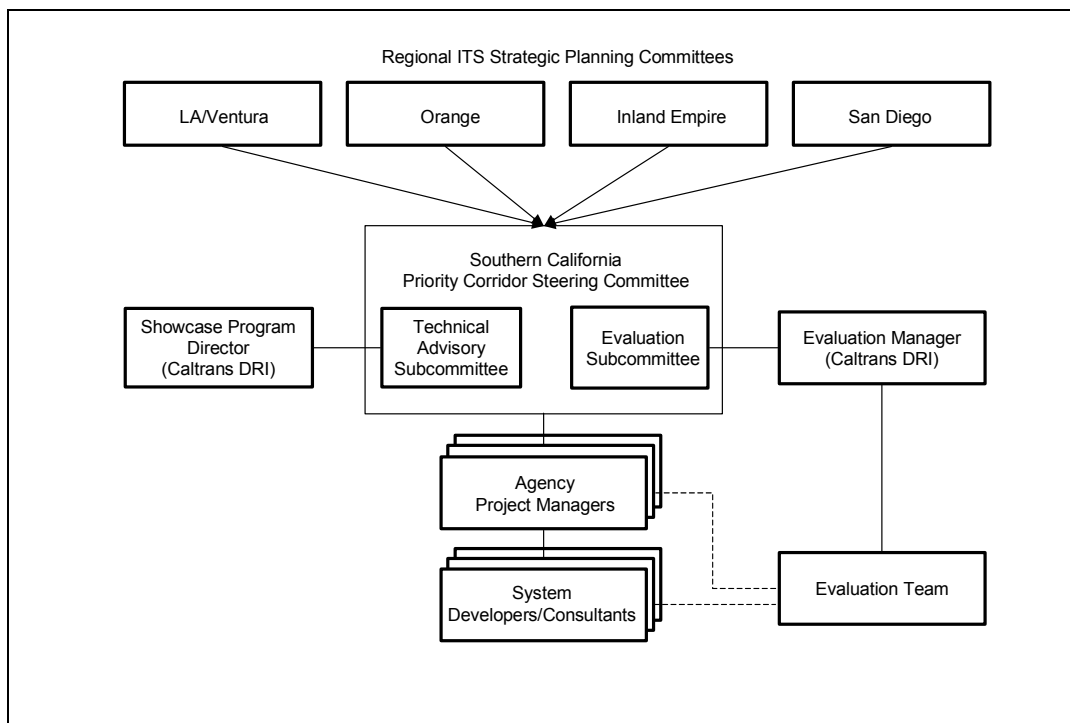 Regional ITS Strategic Planning Committees
LA/Ventura
Orange
Inland Empire
San Diego
Southern California
Priority Corridor Steering Committee
Showcase Program
Director
(Caltrans DRI)
Technical
Advisory
Subcommittee
Evaluation
Subcommittee
Evaluation Manager
(Caltrans DRI)
Agency
Project Managers
System
Developers/Consultants
Evaluation Team